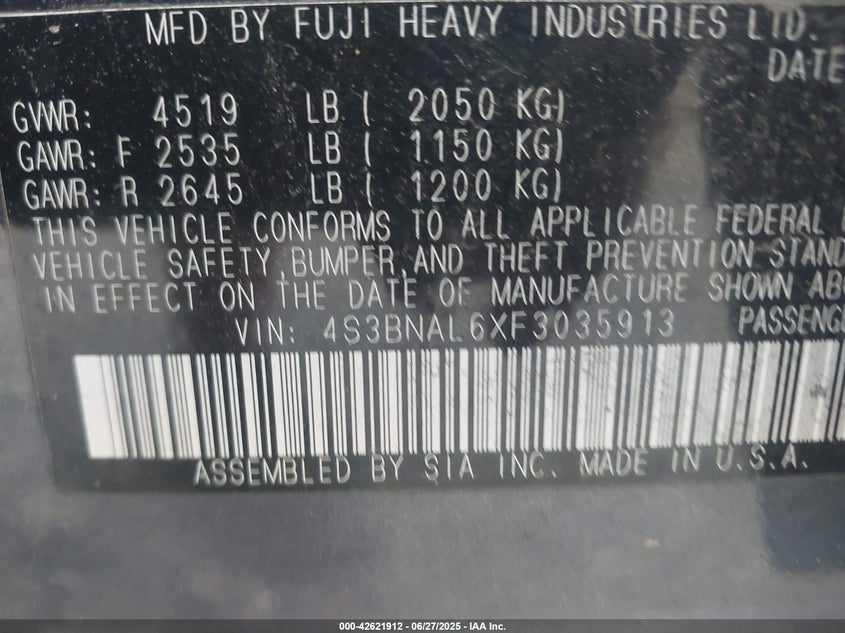 MFD BY FUJI HEAVY INDUSTRIES LTD.
DATE
GVWR: 4519 LB ( 2050 KG)
GAWR: F 2535 LB ( 1150 KG)
GAWR: R 2645 LB ( 1200 KG)
THIS VEHICLE CONFORMS TO ALL APPLICABLE FEDERAL
VEHICLE SAFETY,BUMPER,AND THEFT PREVENTION STAND
IN EFFECT ON THE DATE OF MANUFACTURE SHOWN AB
VIN: 4S3BNAL6XF3035913 PASSENG
ASSEMBLED BY SIA INC. MADE IN U.S.A.
000-42621912 - 06/27/2025 - IAA Inc.